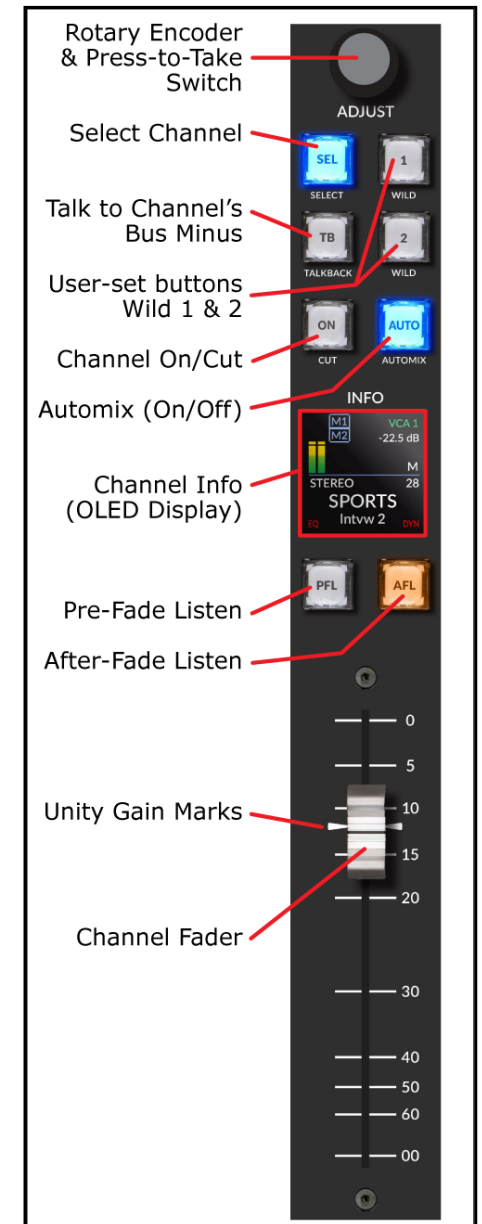 Rotary Encoder
& Press-to-Take
Switch
ADJUST
Select Channel
SEL
1
SELECT
WILD
Talk to Channel's
Bus Minus
TB
2
TALKBACK
WILD
User-set buttons
Wild 1 & 2
Channel On/Cut
ON
AUTO
CUT
AUTOMIX
Automix (On/Off)
INFO
M1
VCA 1
M2
-22.5 dB
M
STEREO
28
Channel Info
(OLED Display)
SPORTS
EQ
Intvw 2
DYN
PFL
AFL
Pre-Fade Listen
After-Fade Listen
0
5
Unity Gain Marks
10
15
20
Channel Fader
30
40
50
60
00